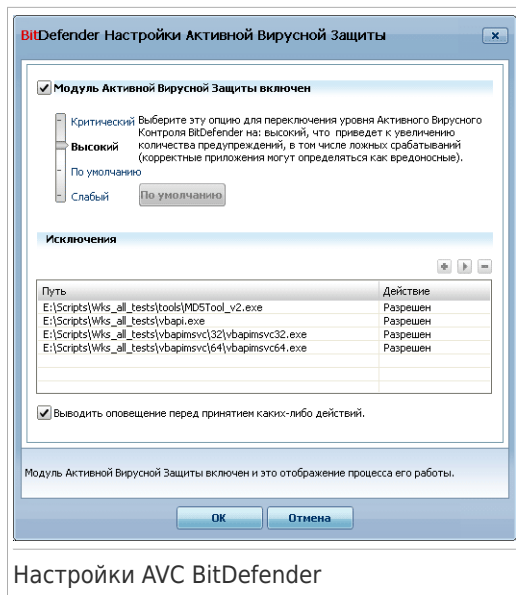 BitDefender Настройки Активной Вирусной Защиты
Модуль Активной Вирусной Защиты включен
Критический
Высокий
По умолчанию
Слабый
Выберите эту опцию для переключения уровня Активного Вирусного
Контроля BitDefender на: высокий, что приведет к увеличению
количества предупреждений, в том числе ложных срабатываний
(корректные приложения могут определяться как вредоносные).
По умолчанию
Исключения
Путь Действие
E:\Scripts\Wks_all_tests\tools\MD5Tool_v2.exe Разрешен
E:\Scripts\Wks_all_tests\vbapi.exe Разрешен
E:\Scripts\Wks_all_tests\vbapimsvc\32\vbapimsvc32.exe Разрешен
E:\Scripts\Wks_all_tests\vbapimsvc\64\vbapimsvc64.exe Разрешен
Выводить оповещение перед принятием каких-либо действий.
Модуль Активной Вирусной Защиты включен и это отображение процесса его работы.
OK Отмена
Настройки AVC BitDefender